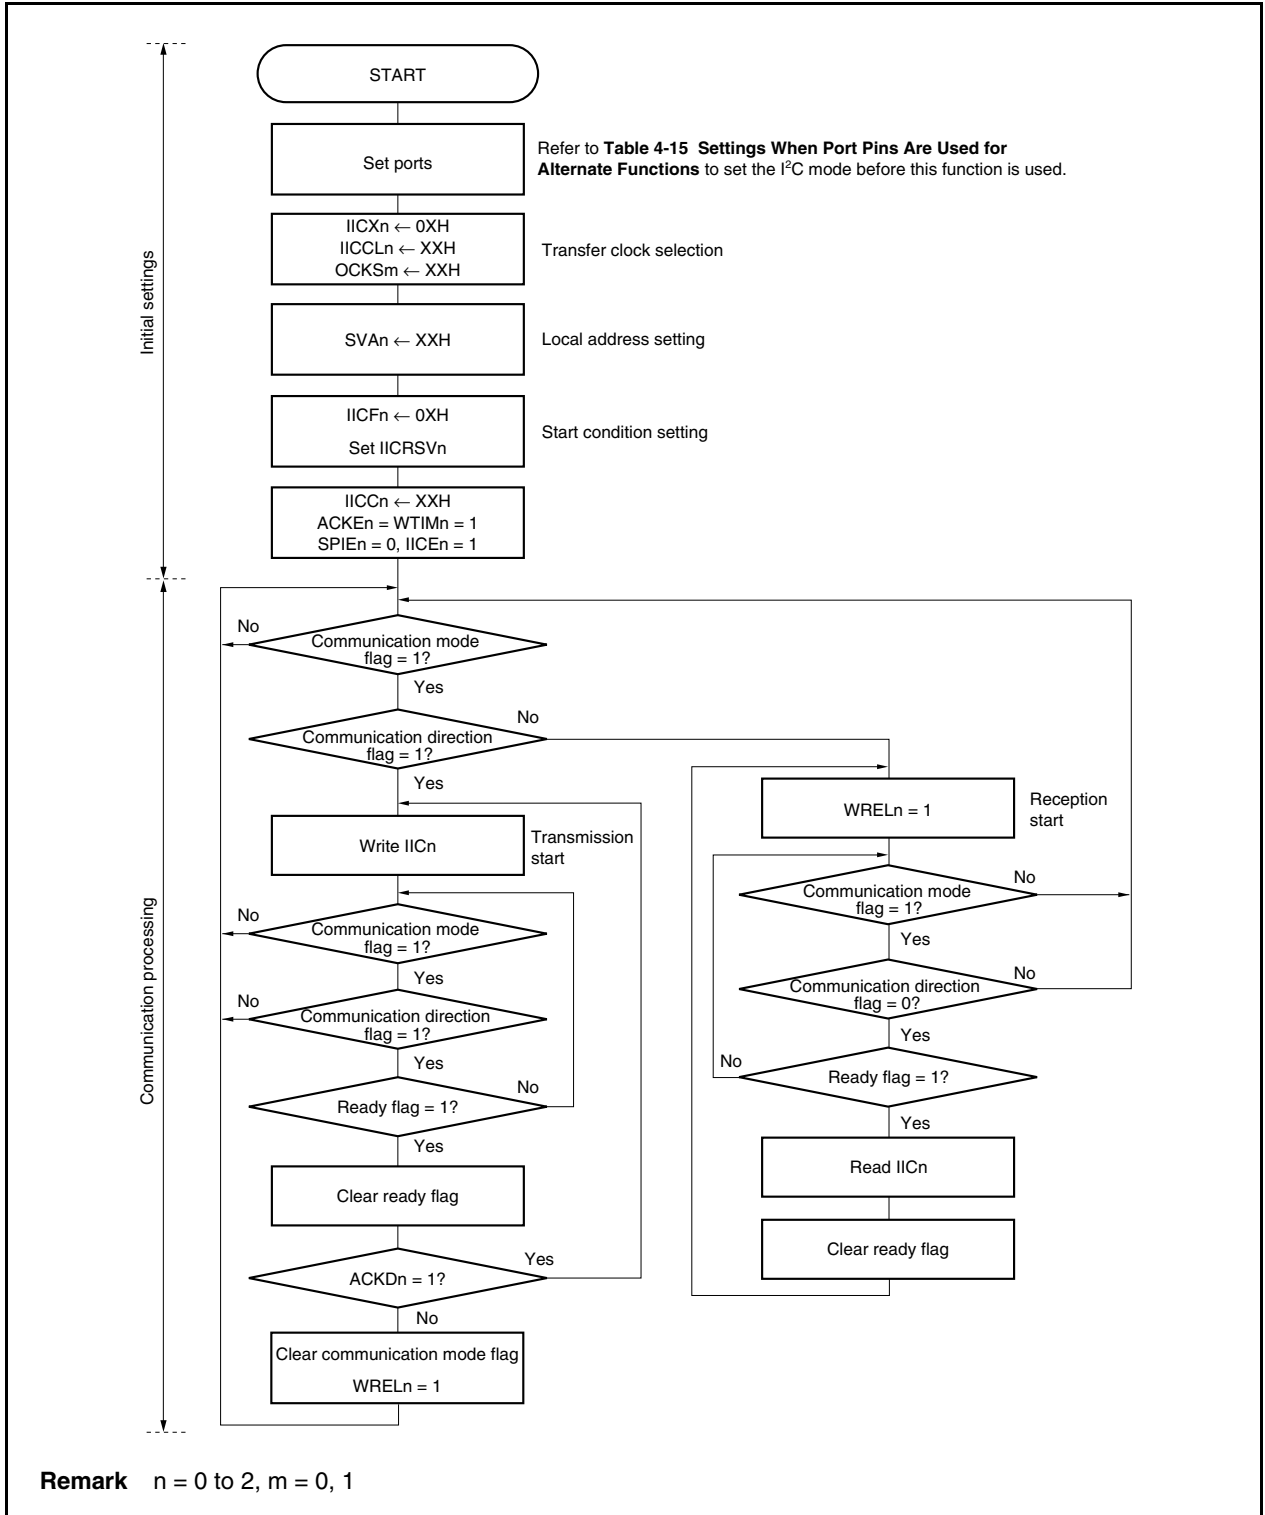 START
Set ports
Refer to Table 4-15 Settings When Port Pins Are Used for
Alternate Functions to set the I²C mode before this function is used.
IICXn ← 0XH
IICCLn ← XXH
OCKSm ← XXH
Transfer clock selection
Initial settings
SVAn ← XXH
Local address setting
IICFn ← 0XH
Set IICRSVn
Start condition setting
IICCn ← XXH
ACKEn = WTIMn = 1
SPIEn = 0, IICEn = 1
No
Communication mode
flag = 1?
Yes
Communication direction
flag = 1?
No
Yes
Write IICn
Transmission
start
No
Communication mode
flag = 1?
Yes
No
Communication direction
flag = 1?
Yes
Ready flag = 1?
No
Yes
Clear ready flag
ACKDn = 1?
Yes
No
Clear communication mode flag
WRELn = 1
Communication processing
WRELn = 1
Reception
start
Communication mode
flag = 1?
No
Yes
Communication direction
flag = 0?
No
Yes
No
Ready flag = 1?
Yes
Read IICn
Clear ready flag
Remark n = 0 to 2, m = 0, 1